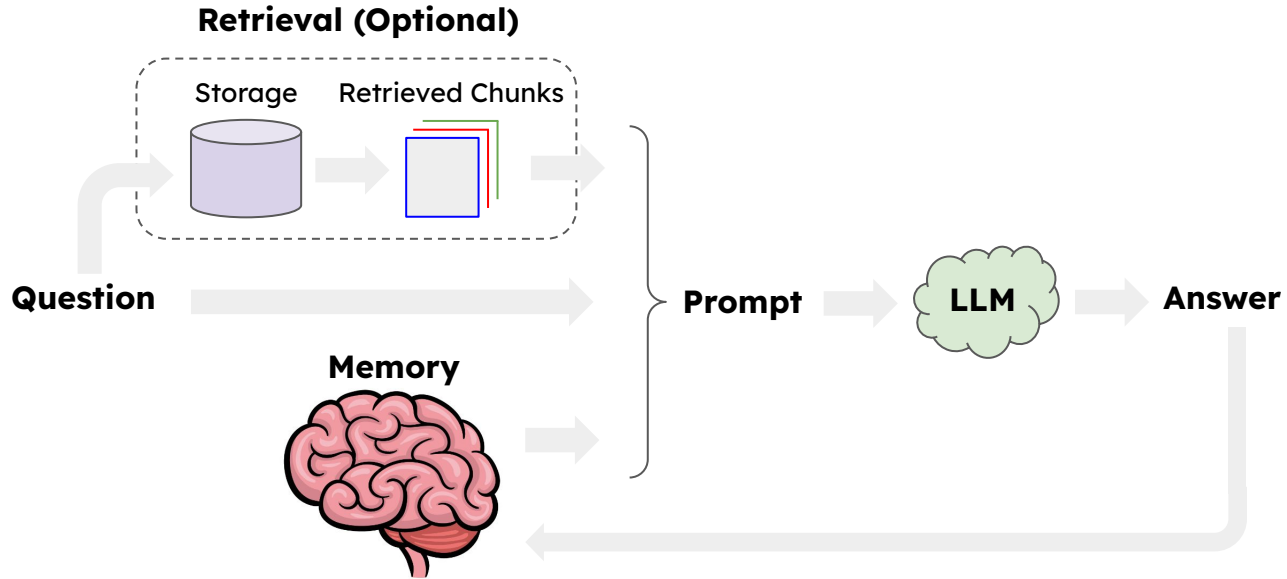 Retrieval (Optional)
Storage
Retrieved Chunks
Question
Prompt
LLM
Answer
Memory